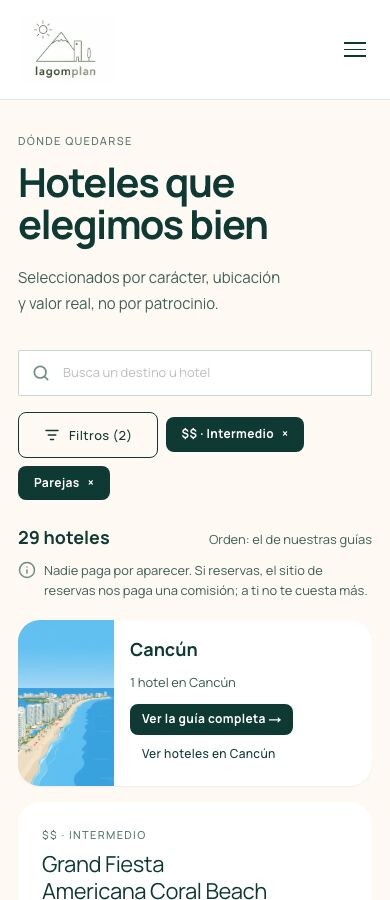 lagomplan
DÓNDE QUEDARSE
Hoteles que
elegimos bien
Seleccionados por carácter, ubicación
y valor real, no por patrocinio.
Busca un destino u hotel
Filtros (2)
$$ · Intermedio ×
Parejas ×
29 hoteles
Orden: el de nuestras guías
Nadie paga por aparecer. Si reservas, el sitio de
reservas nos paga una comisión; a ti no te cuesta más.
Cancún
1 hotel en Cancún
Ver la guía completa →
Ver hoteles en Cancún
$$ · INTERMEDIO
Grand Fiesta
Americana Coral Beach